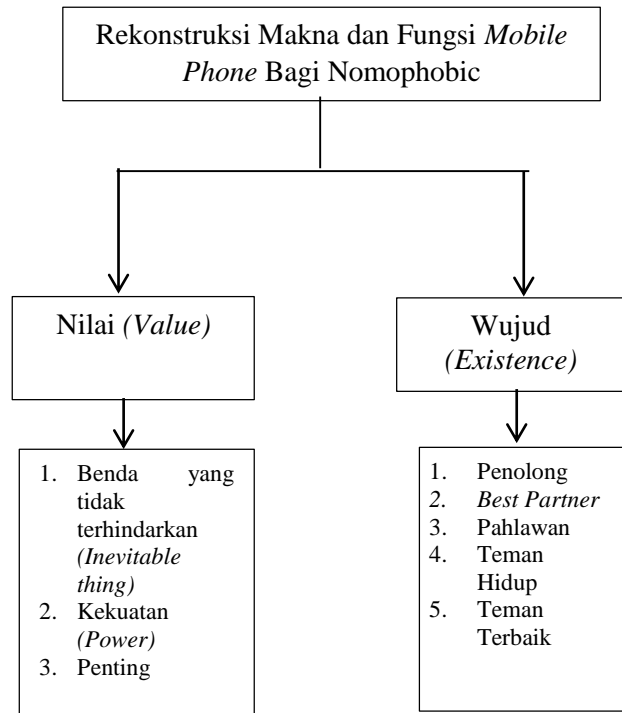 Rekonstruksi Makna dan Fungsi Mobile
Phone Bagi Nomophobic
Nilai (Value)
Wujud
(Existence)
1. Benda yang
tidak
terhindarkan
(Inevitable
thing)
2. Kekuatan
(Power)
3. Penting
1. Penolong
2. Best Partner
3. Pahlawan
4. Teman
Hidup
5. Teman
Terbaik